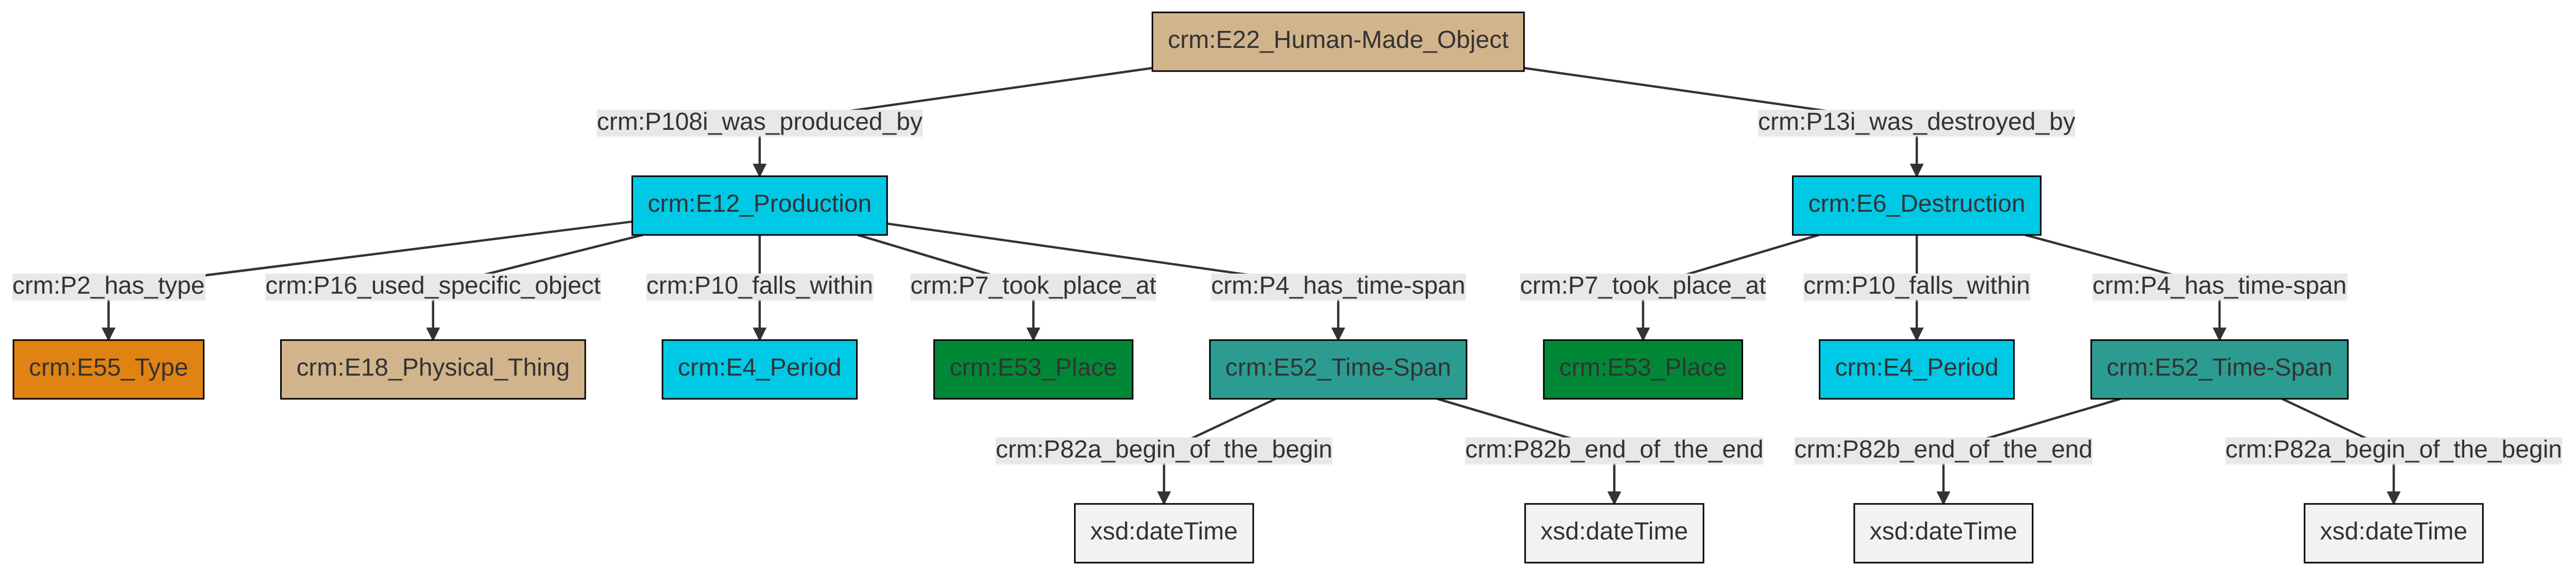 crm:E22_Human-Made_Object
crm:P108i_was_produced_by
crm:P13i_was_destroyed_by
crm:E12_Production
crm:E6_Destruction
crm:P2_has_type
crm:P16_used_specific_object
crm:P10_falls_within
crm:P7_took_place_at
crm:P4_has_time-span
crm:P7_took_place_at
crm:P10_falls_within
crm:P4_has_time-span
crm:E55_Type
crm:E18_Physical_Thing
crm:E4_Period
crm:E53_Place
crm:E52_Time-Span
crm:E53_Place
crm:E4_Period
crm:E52_Time-Span
crm:P82a_begin_of_the_begin
crm:P82b_end_of_the_end
crm:P82b_end_of_the_end
crm:P82a_begin_of_the_begin
xsd:dateTime
xsd:dateTime
xsd:dateTime
xsd:dateTime